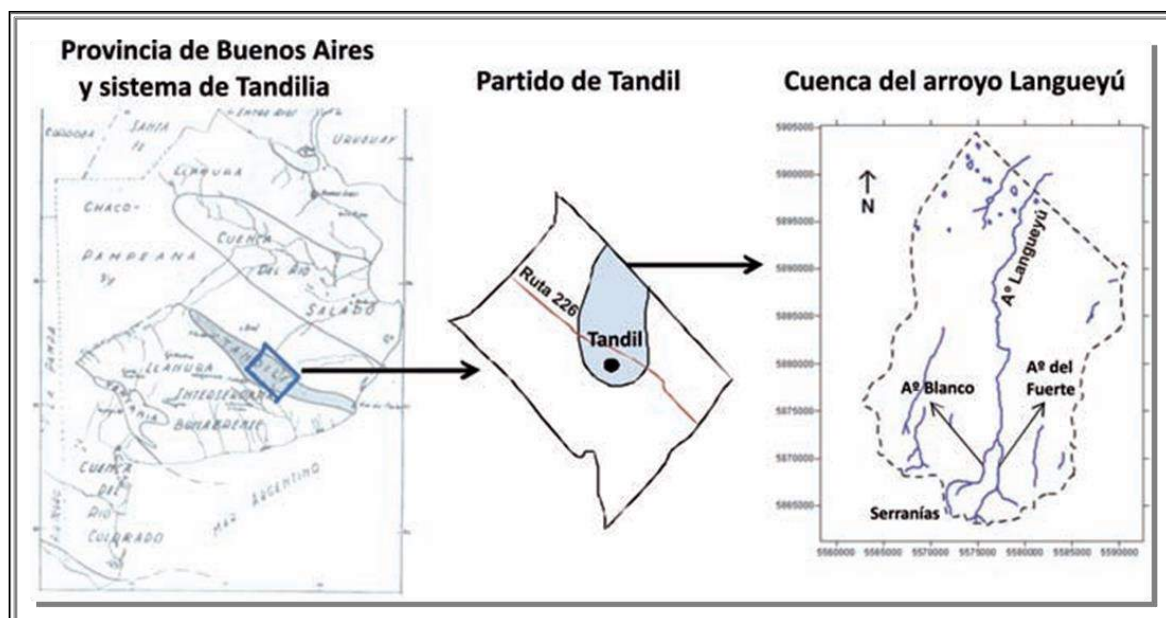 Provincia de Buenos Aires
y sistema de Tandilia
Partido de Tandil
Cuenca del arroyo Langueyú
SANTA
FE
URUGUAY
LLANURA
CHACO-
PAMPEANA
CUENCA
DEL RIO
SALADO
LLANURA
INTERSERRANA
BONAERENSE
CUENCA
DEL
RIO
COLORADO
MAR ARGENTINO
LA PAMPA
Ruta 226
Tandil
5905000
5900000
5895000
5890000
5885000
5880000
5875000
5870000
5865000
N
Aº Langueyú
Aº Blanco
Aº del
Fuerte
Serranías
5560000 5565000 5570000 5575000 5580000 5585000 5590000